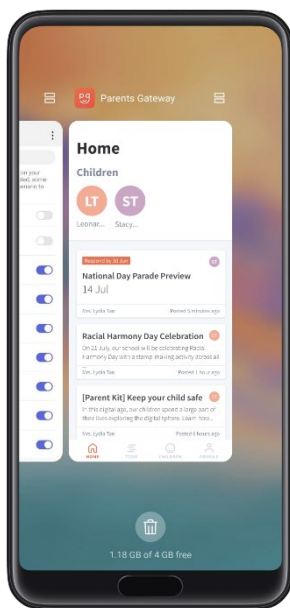 PG Parents Gateway
Home
Children
LT ST
Leonar... Stacy...
Respond by 30 Jun
ST
National Day Parade Preview
14 Jul
Mrs. Lydia Tan Posted 5 minutes ago
Racial Harmony Day Celebration
On 21 July, our school will be celebrating Racial
Harmony Day with a stamp making activity across all
Mrs. Lydia Tan Posted 1 hour ago
[Parent Kit] Keep your child safe
In this digital age, our children spend a large part of
their lives exploring the digital sphere. Learn how...
Mrs. Lydia Tan Posted 6 hours ago
HOME CHILDREN PROFILE
1.18 GB of 4 GB free